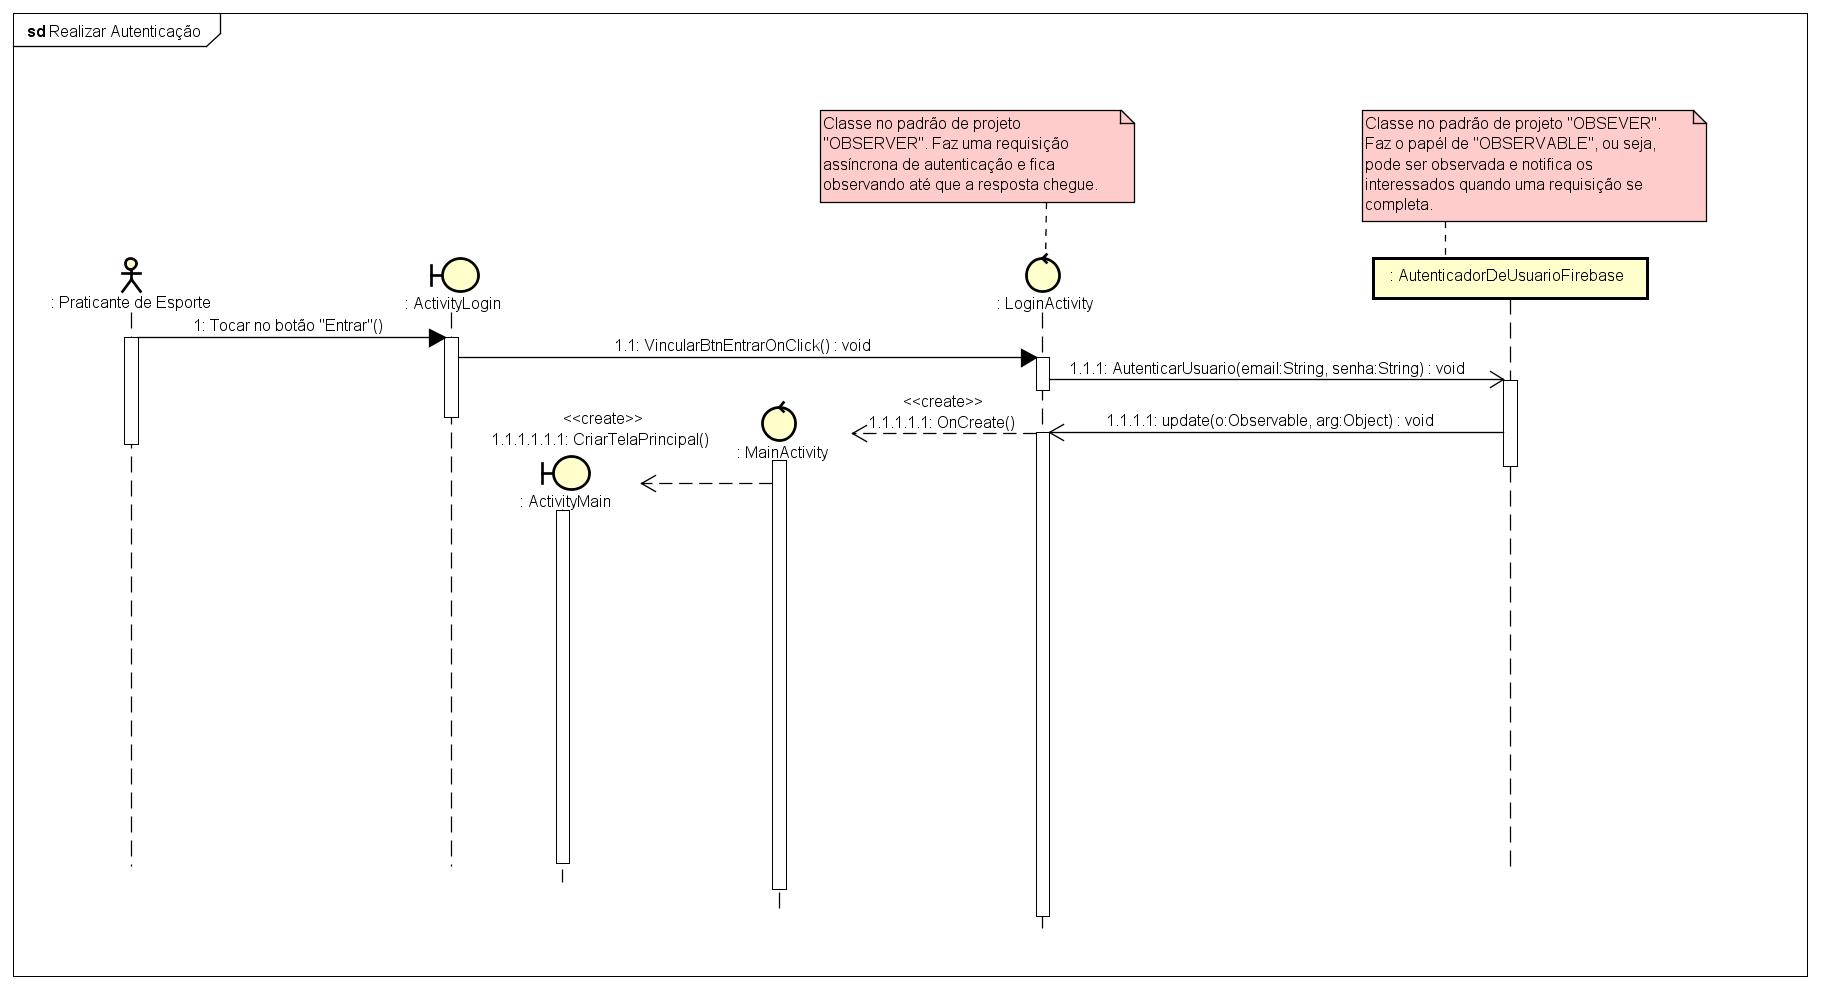 sd Realizar Autenticação
Classe no padrão de projeto
"OBSERVER". Faz uma requisição
assíncrona de autenticação e fica
observando até que a resposta chegue.
Classe no padrão de projeto "OBSEVER".
Faz o papél de "OBSERVABLE", ou seja,
pode ser observada e notifica os
interessados quando uma requisição se
completa.
: Praticante de Esporte
: ActivityLogin
: LoginActivity
: AutenticadorDeUsuarioFirebase
1: Tocar no botão "Entrar"()
1.1: VincularBtnEntrarOnClick() : void
1.1.1: AutenticarUsuario(email:String, senha:String) : void
1.1.1.1: update(o:Observable, arg:Object) : void
<<create>>
1.1.1.1.1: OnCreate()
: MainActivity
<<create>>
1.1.1.1.1.1: CriarTelaPrincipal()
: ActivityMain